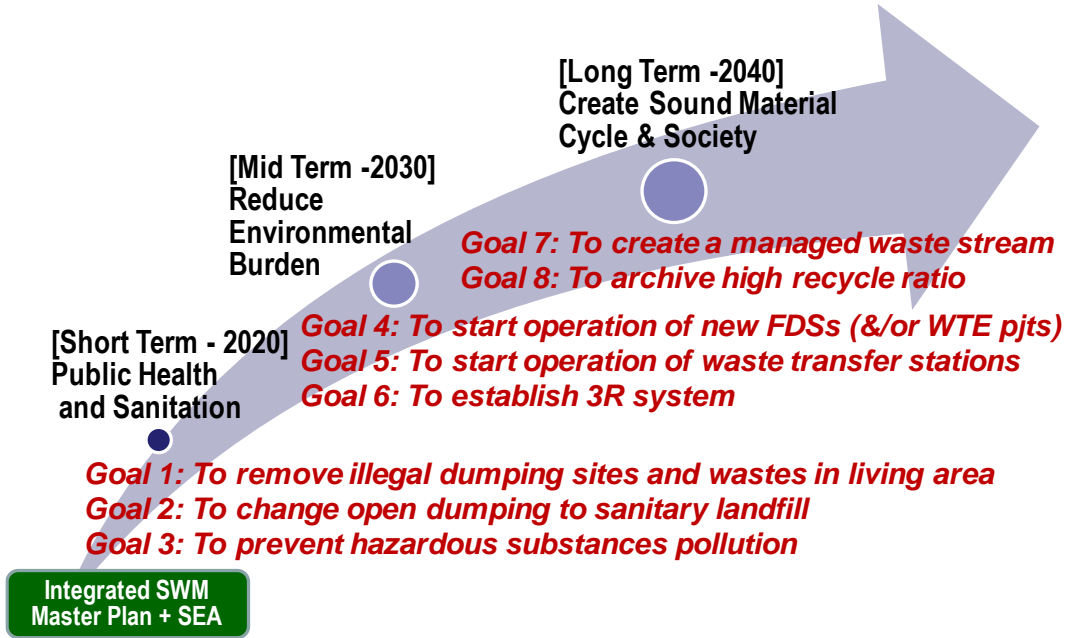 [Long Term -2040]
Create Sound Material
Cycle & Society
[Mid Term -2030]
Reduce
Environmental
Burden
Goal 7: To create a managed waste stream
Goal 8: To archive high recycle ratio
[Short Term - 2020]
Public Health
and Sanitation
Goal 4: To start operation of new FDSs (&/or WTE pjts)
Goal 5: To start operation of waste transfer stations
Goal 6: To establish 3R system
Goal 1: To remove illegal dumping sites and wastes in living area
Goal 2: To change open dumping to sanitary landfill
Goal 3: To prevent hazardous substances pollution
Integrated SWM
Master Plan + SEA